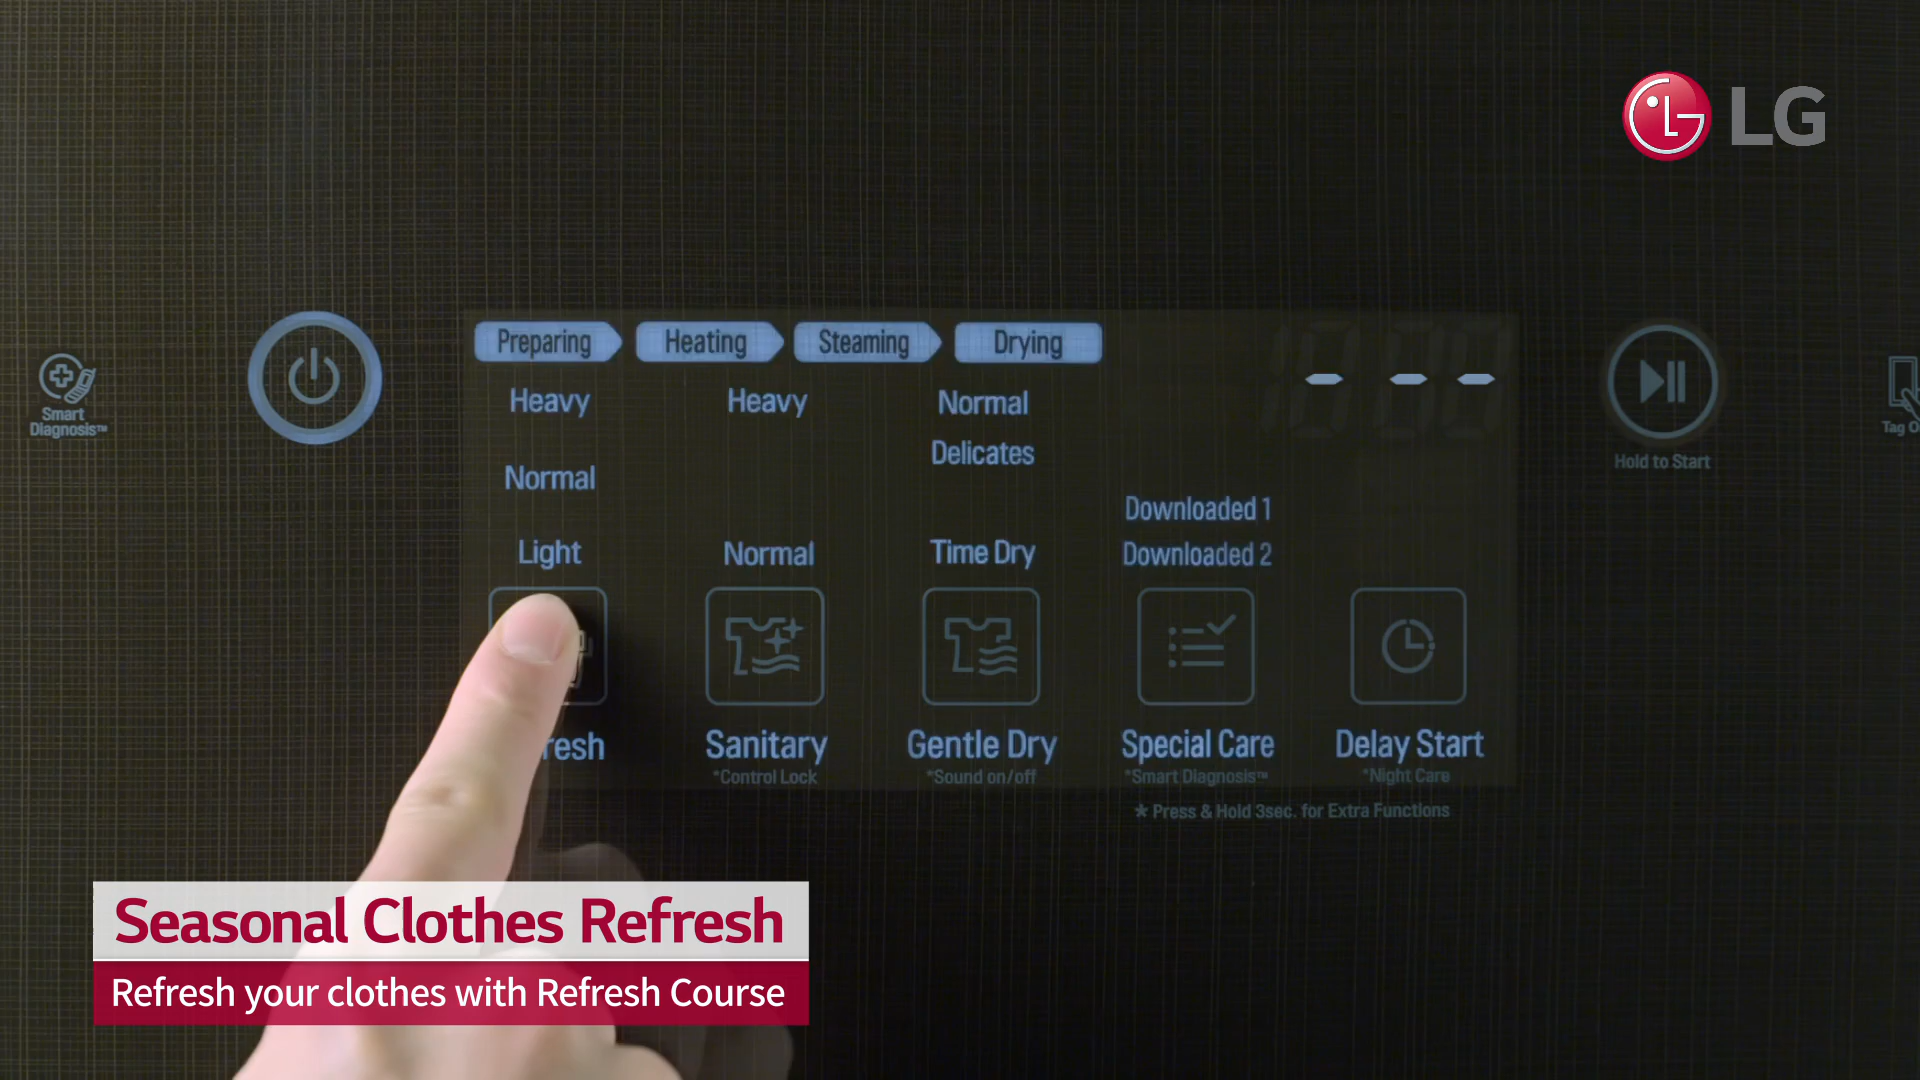 LG
Preparing Heating Steaming Drying
Heavy Heavy Normal
Delicates
Normal
Downloaded 1
Light Normal Time Dry Downloaded 2
Smart
Diagnosis™
Hold to Start
Tag
Sanitary Gentle Dry Special Care Delay Start
*Control Lock *Sound on/off *Smart Diagnosis™ *Night Care
* Press & Hold 3sec. for Extra Functions
Seasonal Clothes Refresh
Refresh your clothes with Refresh Course